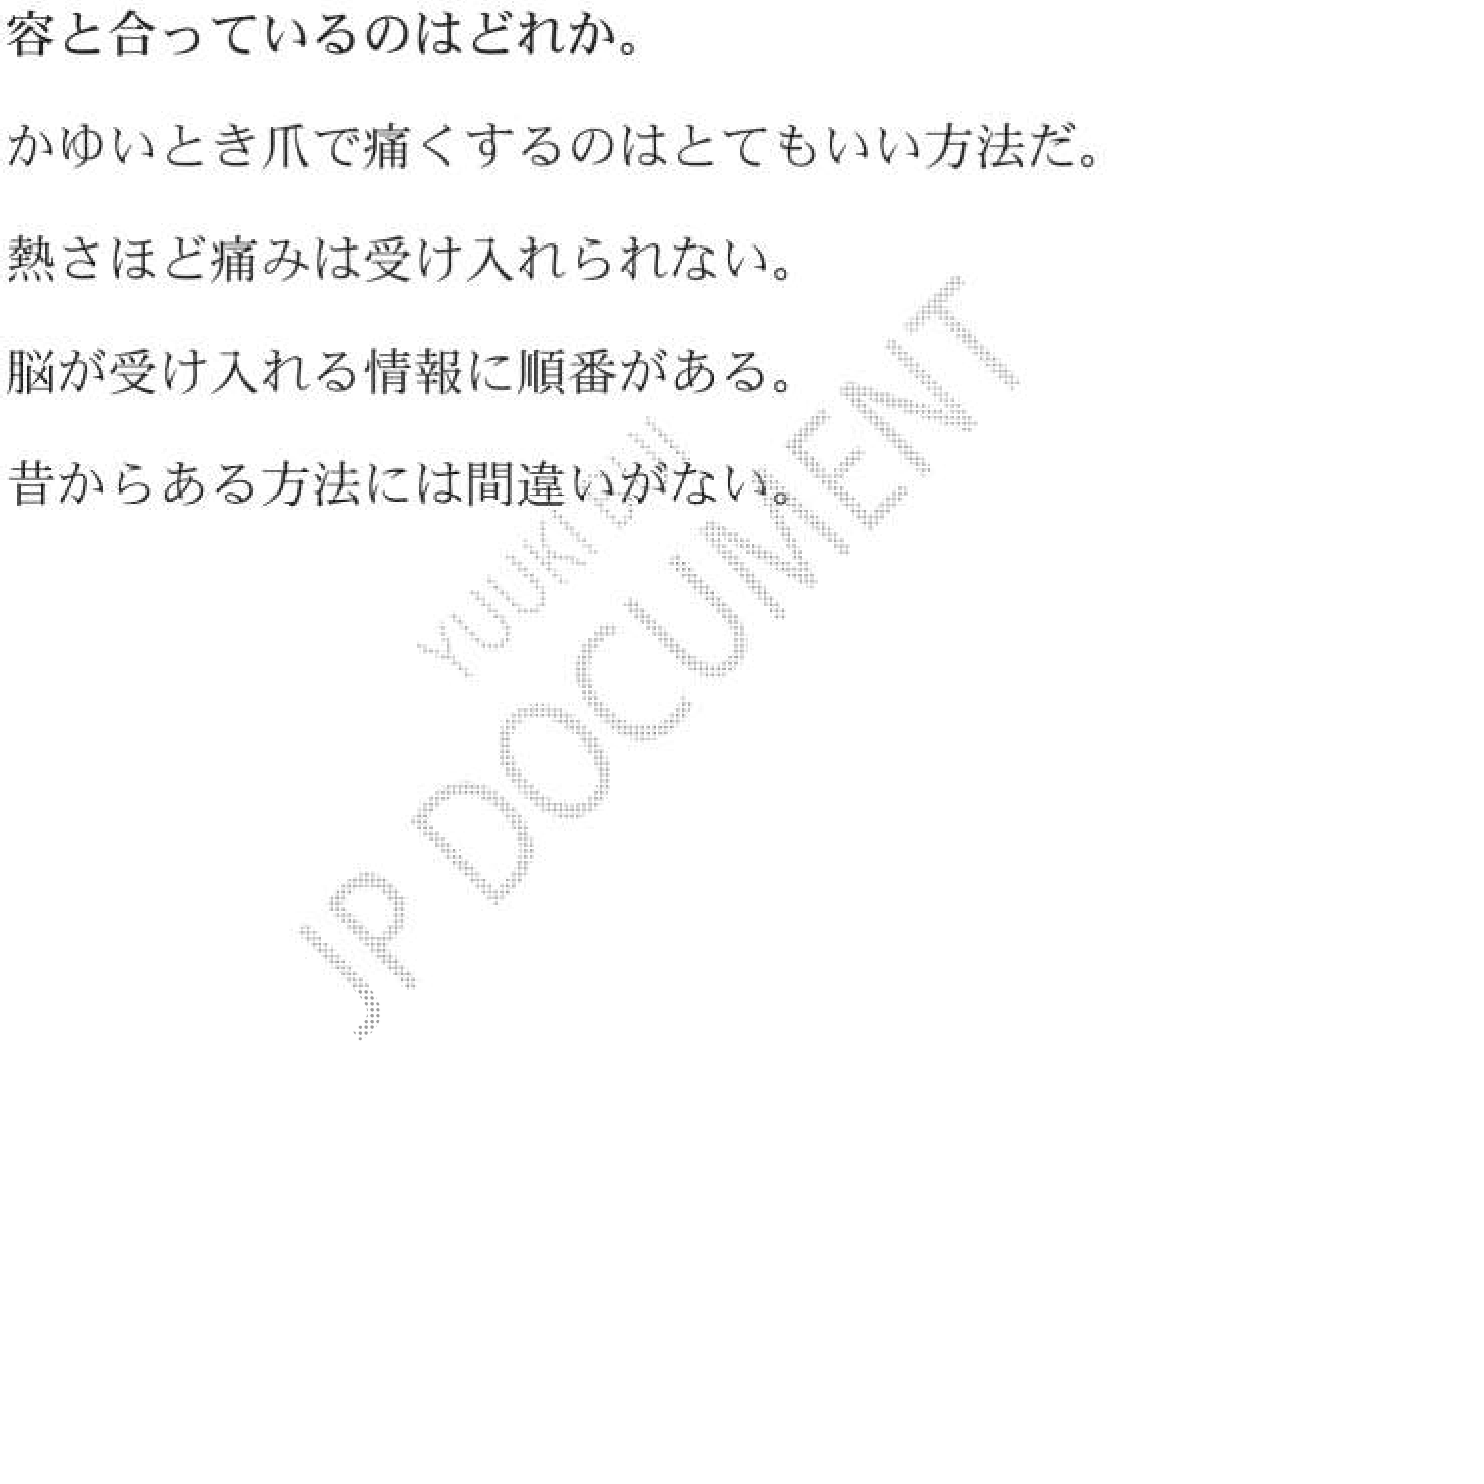 容と合っているのはどれか。
かゆいとき爪で痛くするのはとてもいい方法だ。
熱さほど痛みは受け入れられない。
脳が受け入れる情報に順番がある。
昔からある方法には間違いがない。
JP DOCUMENT